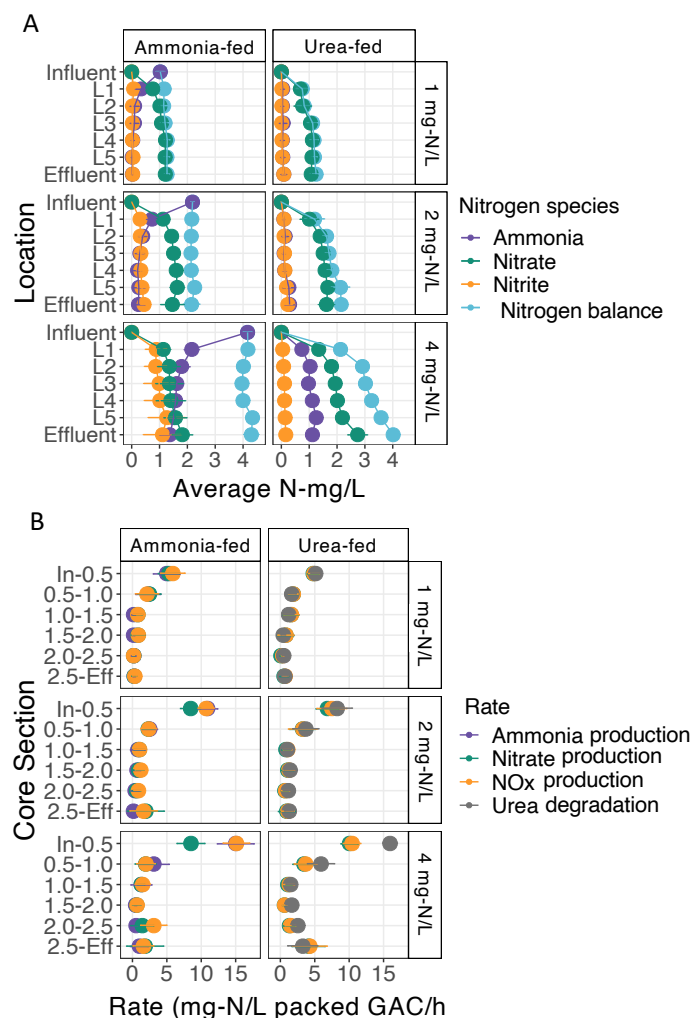 A
Ammonia-fed
Urea-fed
Location
Influent
L1
L2
L3
L4
L5
Effluent
1 mg-N/L
Influent
L1
L2
L3
L4
L5
Effluent
2 mg-N/L
Influent
L1
L2
L3
L4
L5
Effluent
4 mg-N/L
0 1 2 3 4
0 1 2 3 4
Average N-mg/L
Nitrogen species
Ammonia
Nitrate
Nitrite
Nitrogen balance
B
Ammonia-fed
Urea-fed
Core Section
In-0.5
0.5-1.0
1.0-1.5
1.5-2.0
2.0-2.5
2.5-Eff
1 mg-N/L
In-0.5
0.5-1.0
1.0-1.5
1.5-2.0
2.0-2.5
2.5-Eff
2 mg-N/L
In-0.5
0.5-1.0
1.0-1.5
1.5-2.0
2.0-2.5
2.5-Eff
4 mg-N/L
0 5 10 15
0 5 10 15
Rate (mg-N/L packed GAC/h
Rate
Ammonia production
Nitrate production
NOx production
Urea degradation